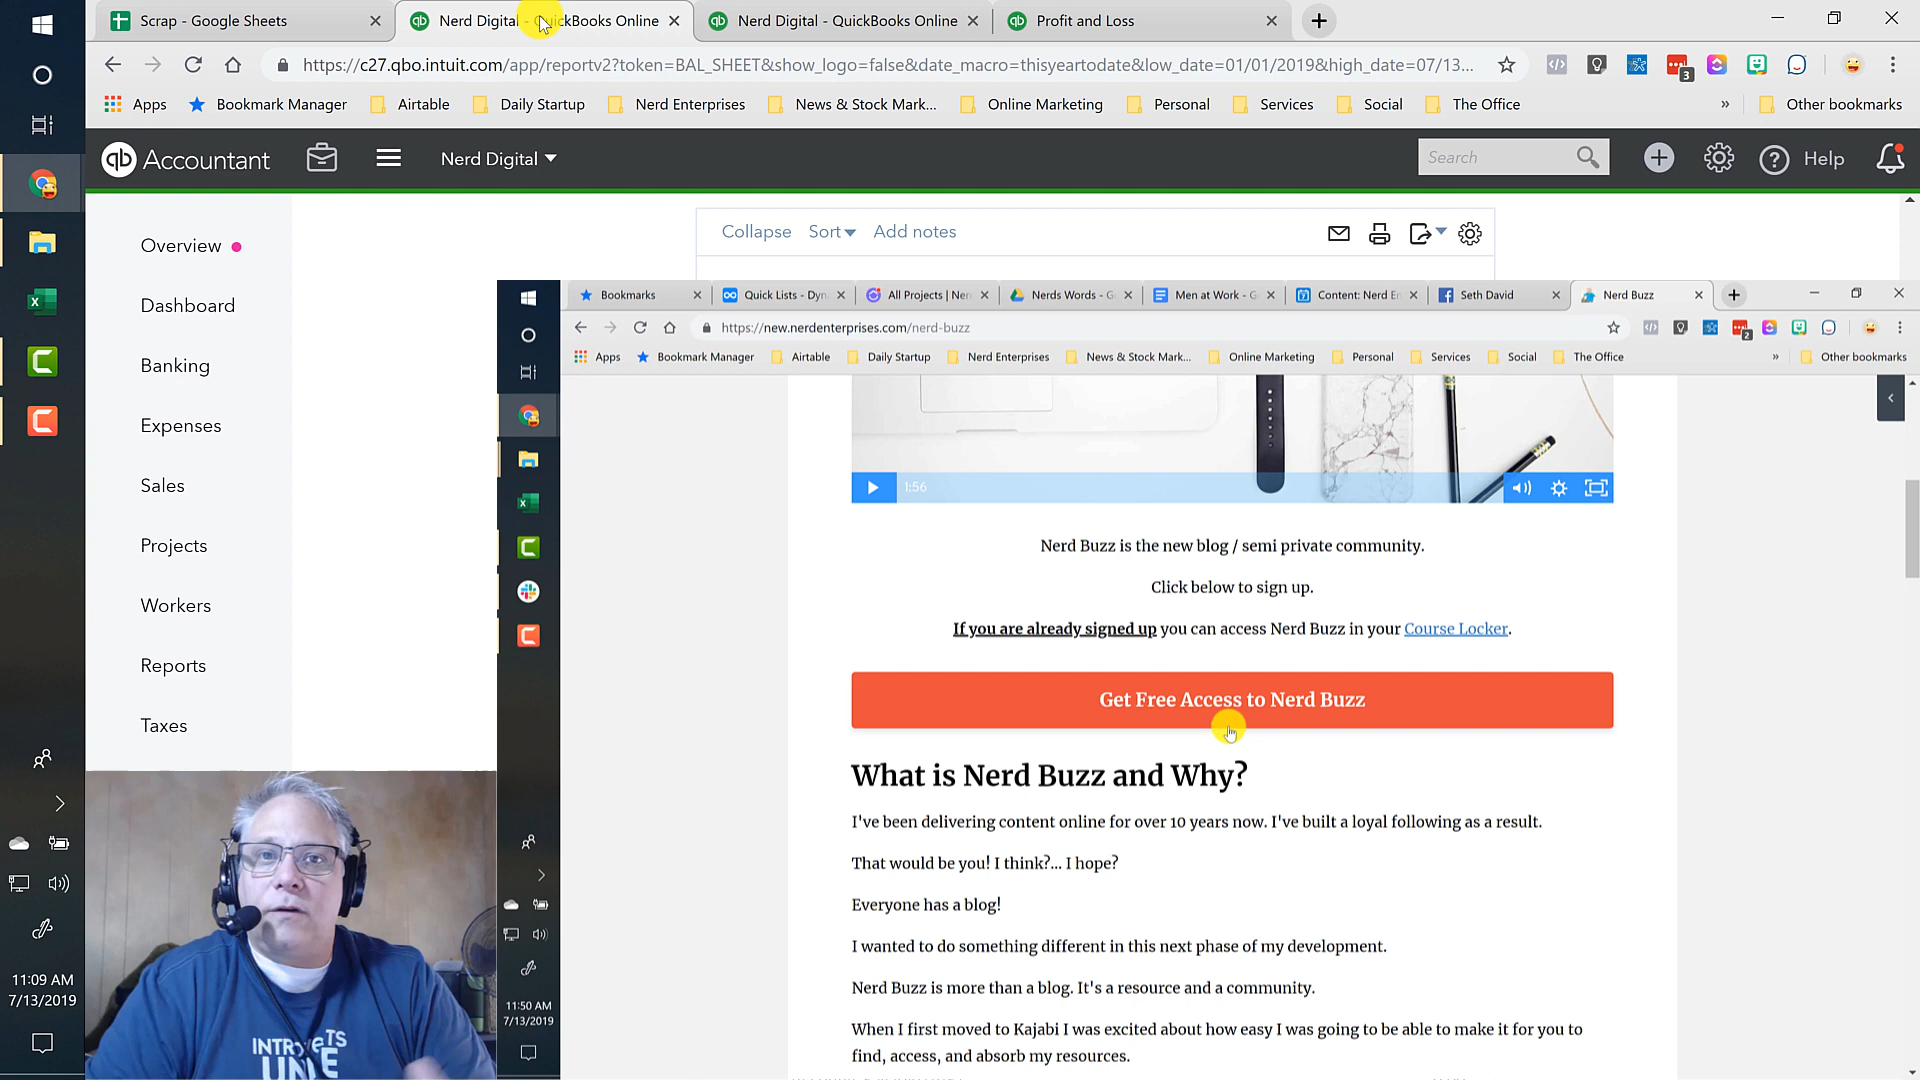 Scrap - Google Sheets
Nerd Digital - QuickBooks Online
Nerd Digital - QuickBooks Online
Profit and Loss
https://c27.qbo.intuit.com/app/reportv2?token=BAL_SHEET&show_logo=false&date_macro=thisyeartodate&low_date=01/01/2019&high_date=07/13...
3
Apps
Bookmark Manager
Airtable
Daily Startup
Nerd Enterprises
News & Stock Mark...
Online Marketing
Personal
Services
Social
The Office
»
Other bookmarks
qb Accountant
Nerd Digital
Search
Help
Overview
Dashboard
Banking
Expenses
Sales
Projects
Workers
Reports
Taxes
Collapse
Sort
Add notes
Bookmarks
Quick Lists - Dyn
All Projects | Ner
Nerds Words - G
Men at Work - G
Content: Nerd E
Seth David
Nerd Buzz
https://new.nerdenterprises.com/nerd-buzz
2
Apps
Bookmark Manager
Airtable
Daily Startup
Nerd Enterprises
News & Stock Mark...
Online Marketing
Personal
Services
Social
The Office
»
Other bookmarks
1:56
Nerd Buzz is the new blog / semi private community.
Click below to sign up.
If you are already signed up you can access Nerd Buzz in your Course Locker.
Get Free Access to Nerd Buzz
What is Nerd Buzz and Why?
I've been delivering content online for over 10 years now. I've built a loyal following as a result.
That would be you! I think?... I hope?
Everyone has a blog!
I wanted to do something different in this next phase of my development.
Nerd Buzz is more than a blog. It's a resource and a community.
When I first moved to Kajabi I was excited about how easy I was going to be able to make it for you to
find, access, and absorb my resources.
11:09 AM
7/13/2019
11:50 AM
7/13/2019